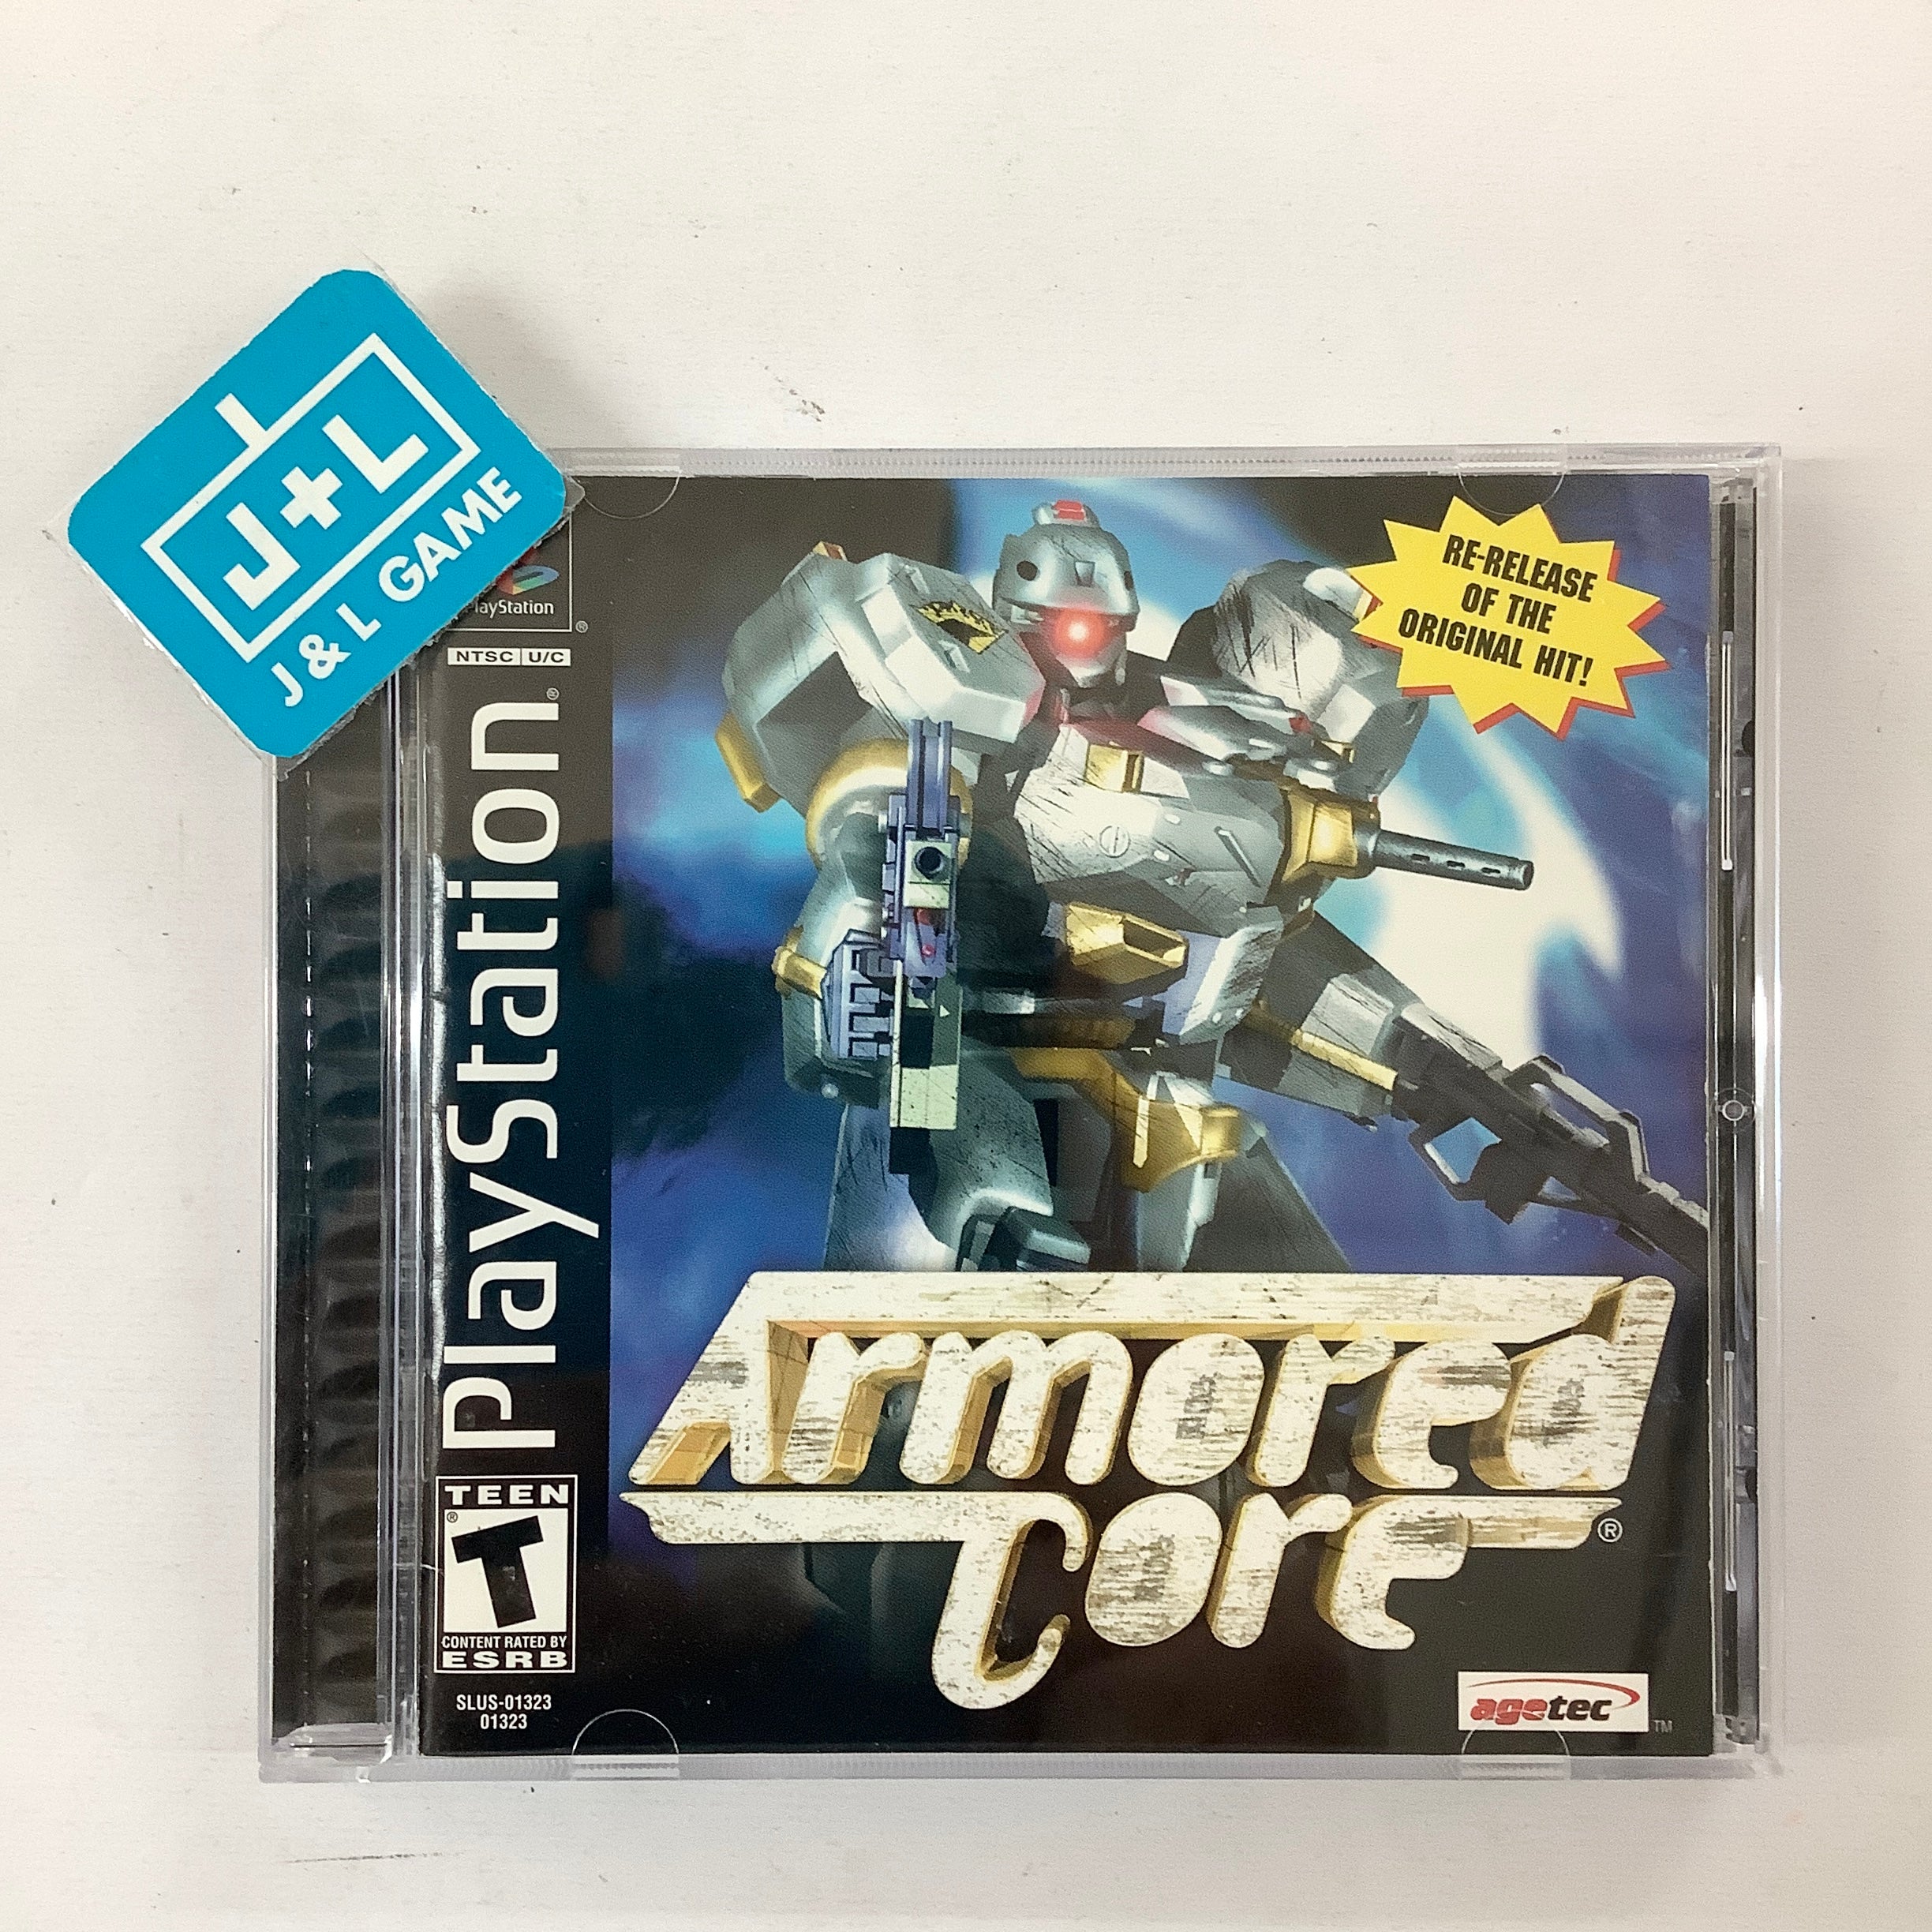 J+L
J & L GAME
PlayStation
®
NTSC U/C
PlayStation®
RE-RELEASE
OF THE
ORIGINAL HIT!
Armored
Core®
TEEN
®
T
CONTENT RATED BY
ESRB
SLUS-01323
01323
agetec
TM